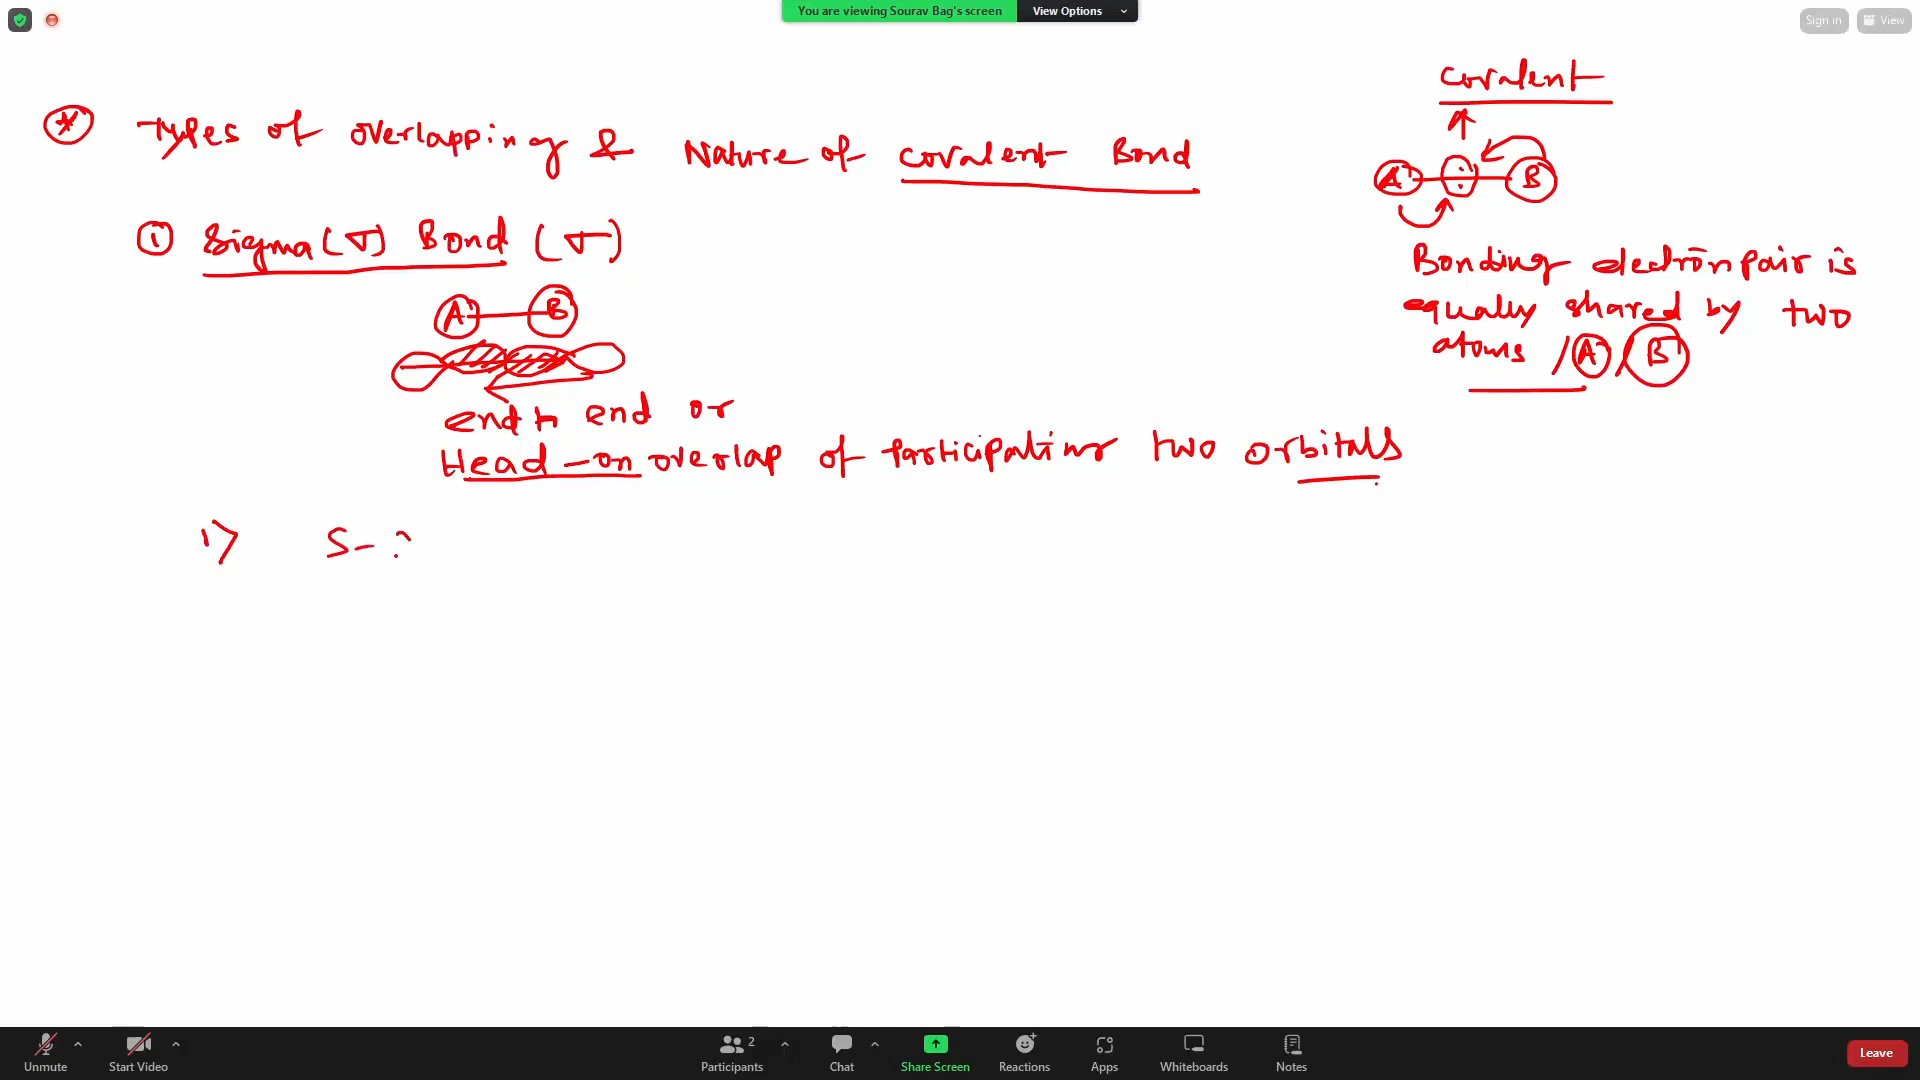 You are viewing Sourav Bag's screen View Options
Sign in View
Types of overlapping & Nature of covalent Bond
i Sigma (σ) Bond (σ)
A B
end to end or
Head-on overlap of participating two orbitals
1) S-
covalent
A : B
Bonding electron pair is
equally shared by two
atoms /A/B
Unmute Start Video 2 Participants Chat Share Screen Reactions Apps Whiteboards Notes Leave